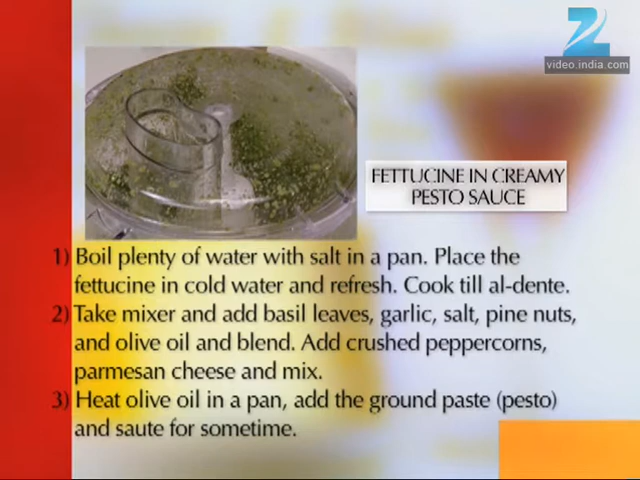 Z
video.india.com
FETTUCINE IN CREAMY
PESTO SAUCE
1) Boil plenty of water with salt in a pan. Place the
fettucine in cold water and refresh. Cook till al-dente.
2) Take mixer and add basil leaves, garlic, salt, pine nuts,
and olive oil and blend. Add crushed peppercorns,
parmesan cheese and mix.
3) Heat olive oil in a pan, add the ground paste (pesto)
and saute for sometime.